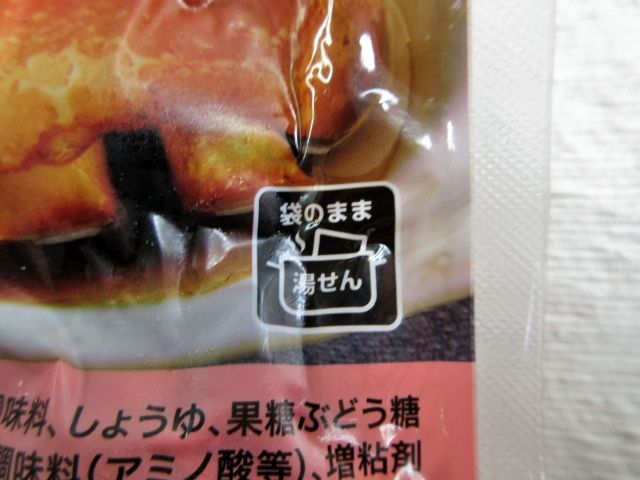 袋のまま
湯せん
味料、しょうゆ、果糖ぶどう糖
調味料(アミノ酸等)、増粘剤